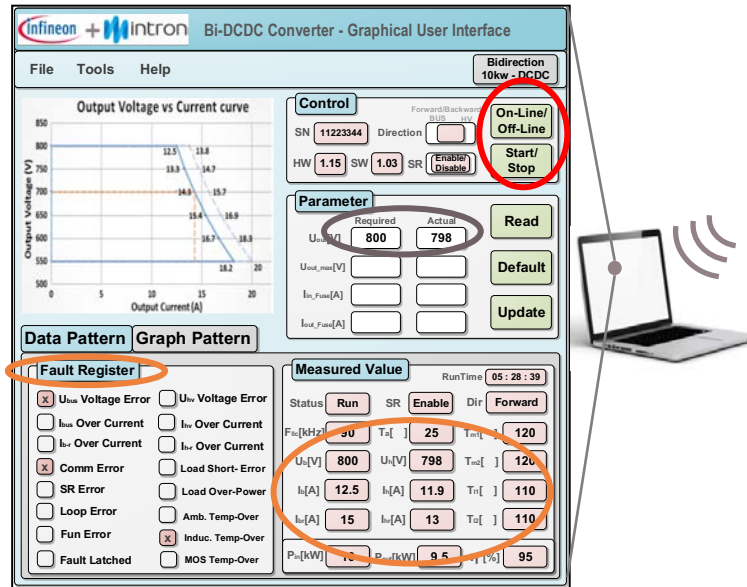 infineon + mintron Bi-DCDC Converter - Graphical User Interface
File Tools Help
Bidirection
10kw - DCDC
Output Voltage vs Current curve
Output Voltage (V)
850
800
750
700
650
600
550
500
12.5 13.8
13.3 14.7
14.3 15.7
15.4 16.9
16.7 18.3
18.2 20
0 5 10 15 20
Output Current (A)
Control
Forward/Backward
BUS HV
SN 11223344 Direction
HW 1.15 SW 1.03 SR Enable/
Disable
On-Line/
Off-Line
Start/
Stop
Parameter
Required Actual
Uout[V] 800 798
Uout_max[V]
Iin_Fuse[A]
Iout_Fuse[A]
Read
Default
Update
Data Pattern Graph Pattern
Fault Register
x Ubus Voltage Error Uhv Voltage Error
Ibus Over Current Ihv Over Current
Ib-r Over Current Ih-r Over Current
x Comm Error Load Short- Error
SR Error Load Over-Power
Loop Error Amb. Temp-Over
Fun Error x Induc. Temp-Over
Fault Latched MOS Temp-Over
Measured Value
RunTime 05 : 28 : 39
Status Run SR Enable Dir Forward
Fllc[kHz] 90 Ta[ ] 25 Tm1[ ] 120
Ub[V] 800 Uh[V] 798 Tm2[ ] 120
Ib[A] 12.5 Ih[A] 11.9 Tt1[ ] 110
Ibr[A] 15 Ihr[A] 13 Tt2[ ] 110
Pin[kW] 10 Pout[kW] 9.5 [%] 95